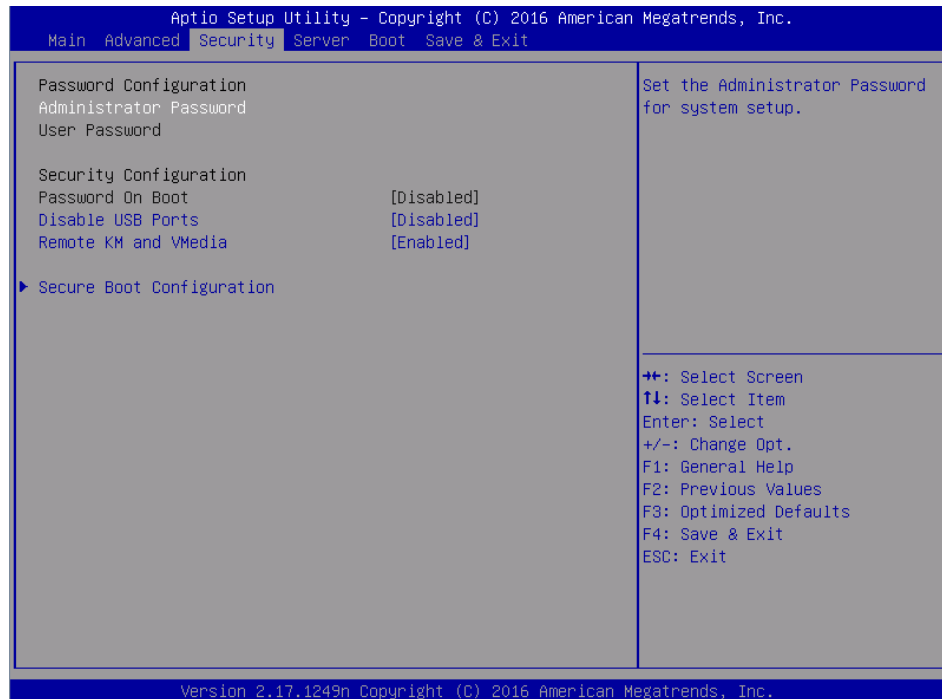 Aptio Setup Utility – Copyright (C) 2016 American Megatrends, Inc.
Main Advanced Security Server Boot Save & Exit
Password Configuration
Administrator Password
User Password
Security Configuration
Password On Boot [Disabled]
Disable USB Ports [Disabled]
Remote KM and VMedia [Enabled]
▶ Secure Boot Configuration
Set the Administrator Password
for system setup.
→←: Select Screen
↑↓: Select Item
Enter: Select
+/-: Change Opt.
F1: General Help
F2: Previous Values
F3: Optimized Defaults
F4: Save & Exit
ESC: Exit
Version 2.17.1249n Copyright (C) 2016 American Megatrends, Inc.